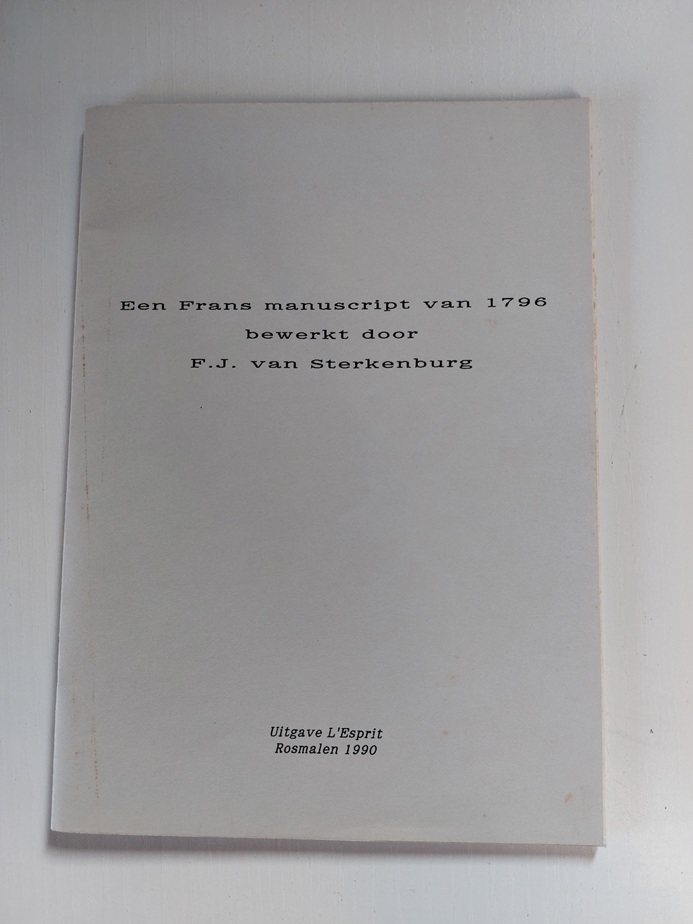 Een Frans manuscript van 1796
bewerkt door
F.J. van Sterkenburg
Uitgave L'Esprit
Rosmalen 1990